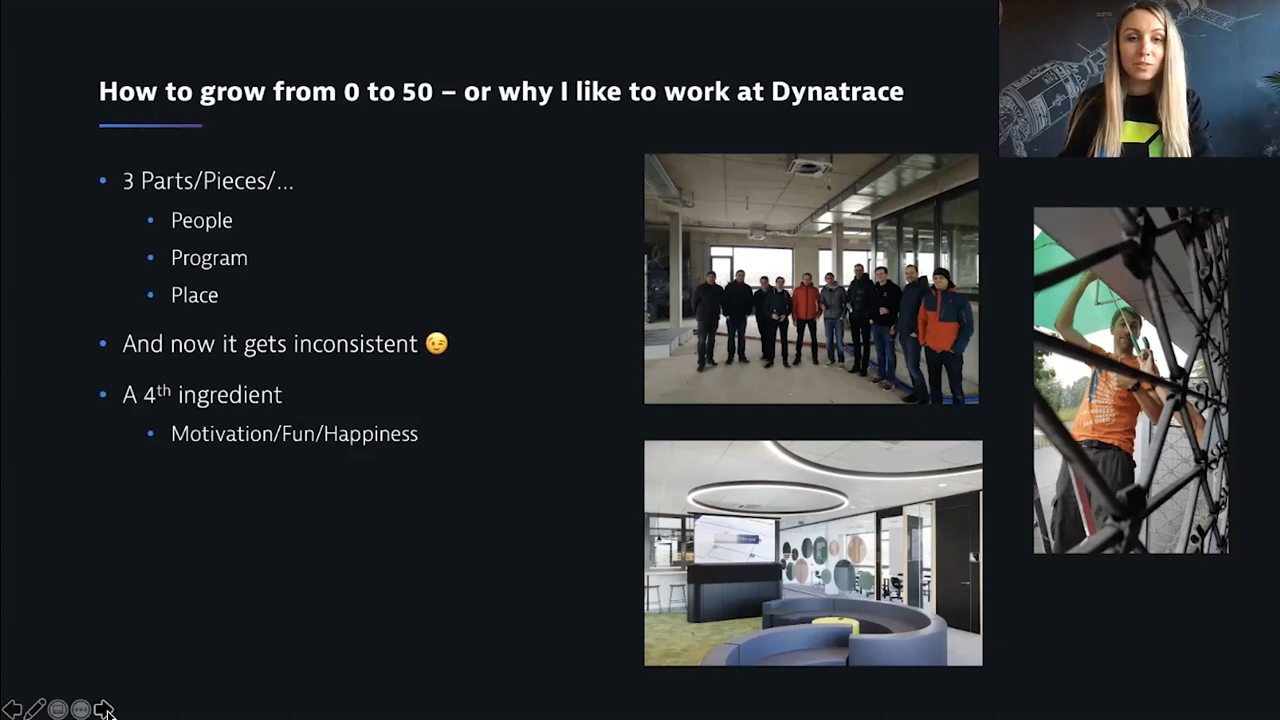 How to grow from 0 to 50 – or why I like to work at Dynatrace
3 Parts/Pieces/...
People
Program
Place
And now it gets inconsistent 😉
A 4th ingredient
Motivation/Fun/Happiness